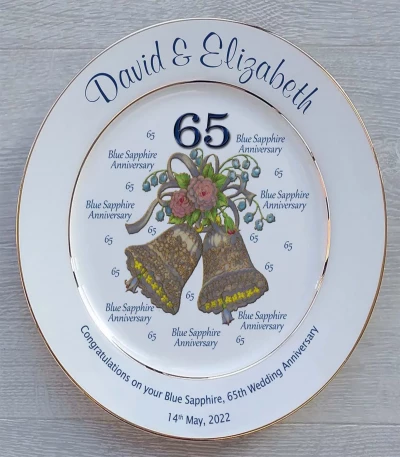 David & Elizabeth
65
65
Blue Sapphire
Anniversary
Blue Sapphire
Anniversary
65
65
Blue Sapphire
Anniversary
Blue Sapphire
Anniversary
65
65
65
65
65
65
Blue Sapphire
Anniversary
Blue Sapphire
Anniversary
65
65
Blue Sapphire
Anniversary
Congratulations on your Blue Sapphire, 65th Wedding Anniversary
14th May, 2022